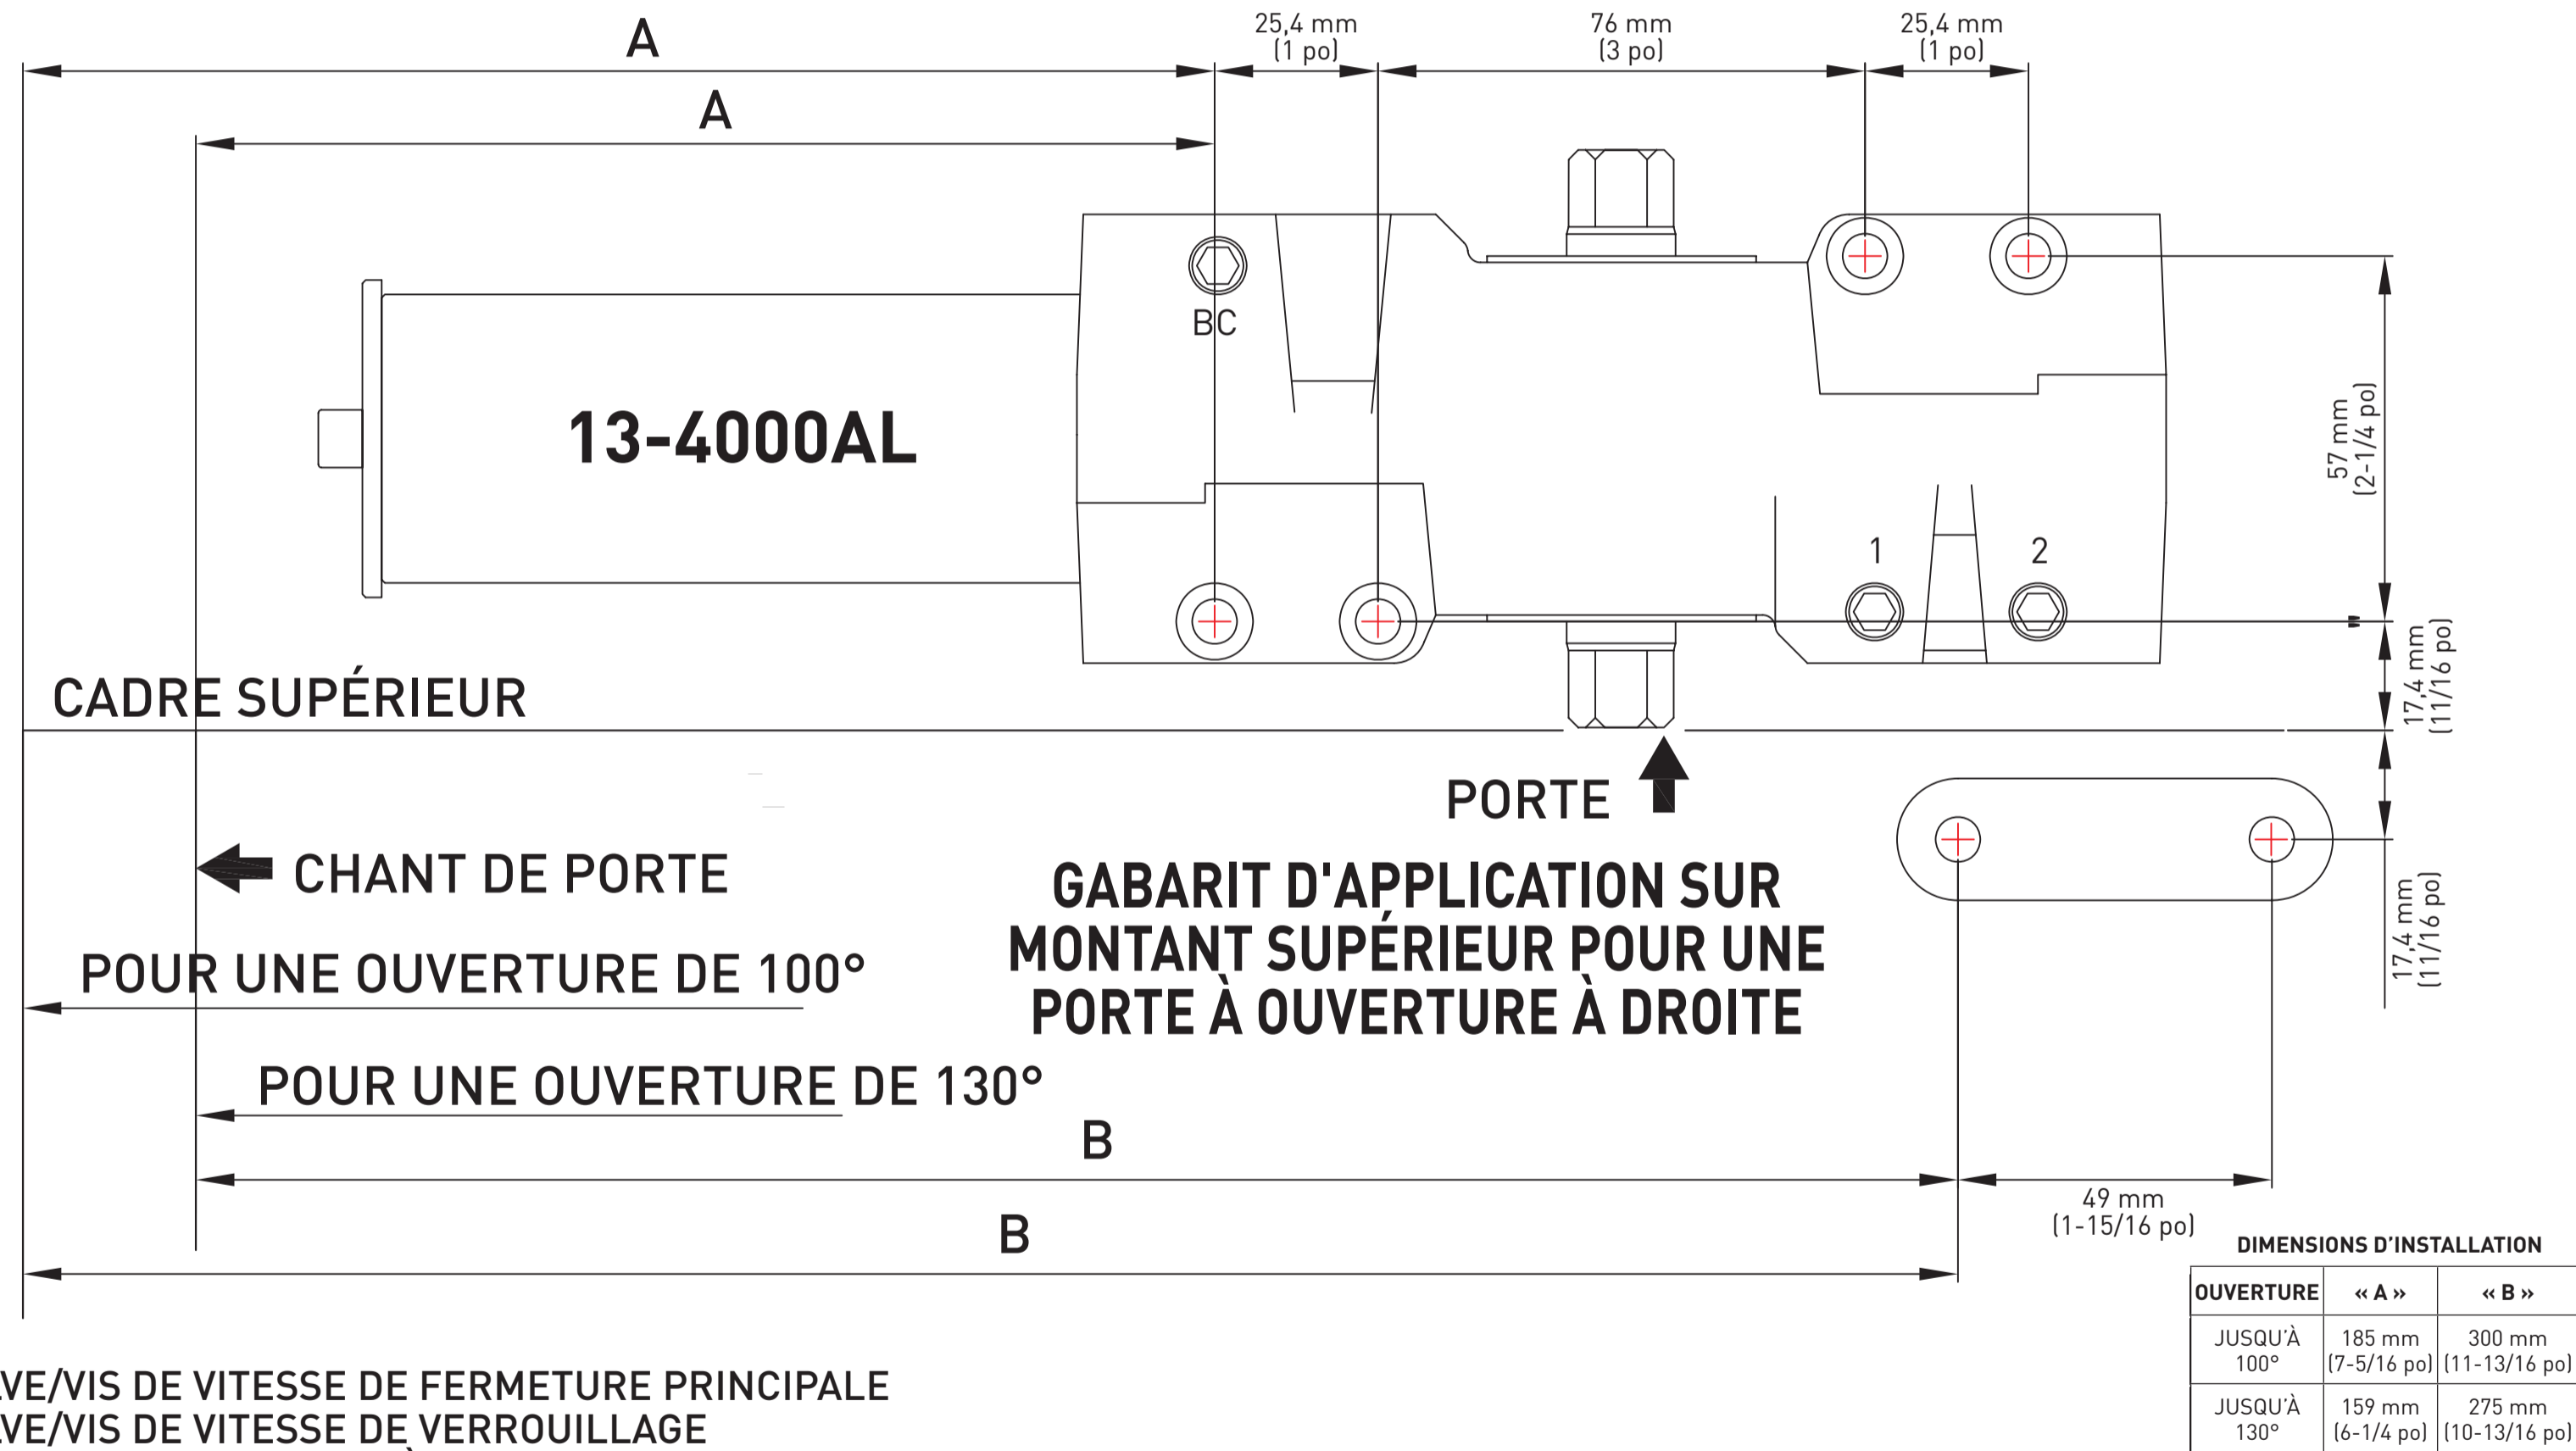 A
25,4 mm
(1 po)
76 mm
(3 po)
25,4 mm
(1 po)
A
BC
13-4000AL
57 mm
(2-1/4 po)
1
2
17,4 mm
(11/16 po)
CADRE SUPÉRIEUR
PORTE
CHANT DE PORTE
GABARIT D'APPLICATION SUR
MONTANT SUPÉRIEUR POUR UNE
PORTE À OUVERTURE À DROITE
17,4 mm
(11/16 po)
POUR UNE OUVERTURE DE 100°
POUR UNE OUVERTURE DE 130°
B
49 mm
(1-15/16 po)
B
DIMENSIONS D’INSTALLATION
OUVERTURE « A » « B »
JUSQU’À 185 mm 300 mm
100° (7-5/16 po) (11-13/16 po)
JUSQU’À 159 mm 275 mm
130° (6-1/4 po) (10-13/16 po)
VE/VIS DE VITESSE DE FERMETURE PRINCIPALE
VE/VIS DE VITESSE DE VERROUILLAGE